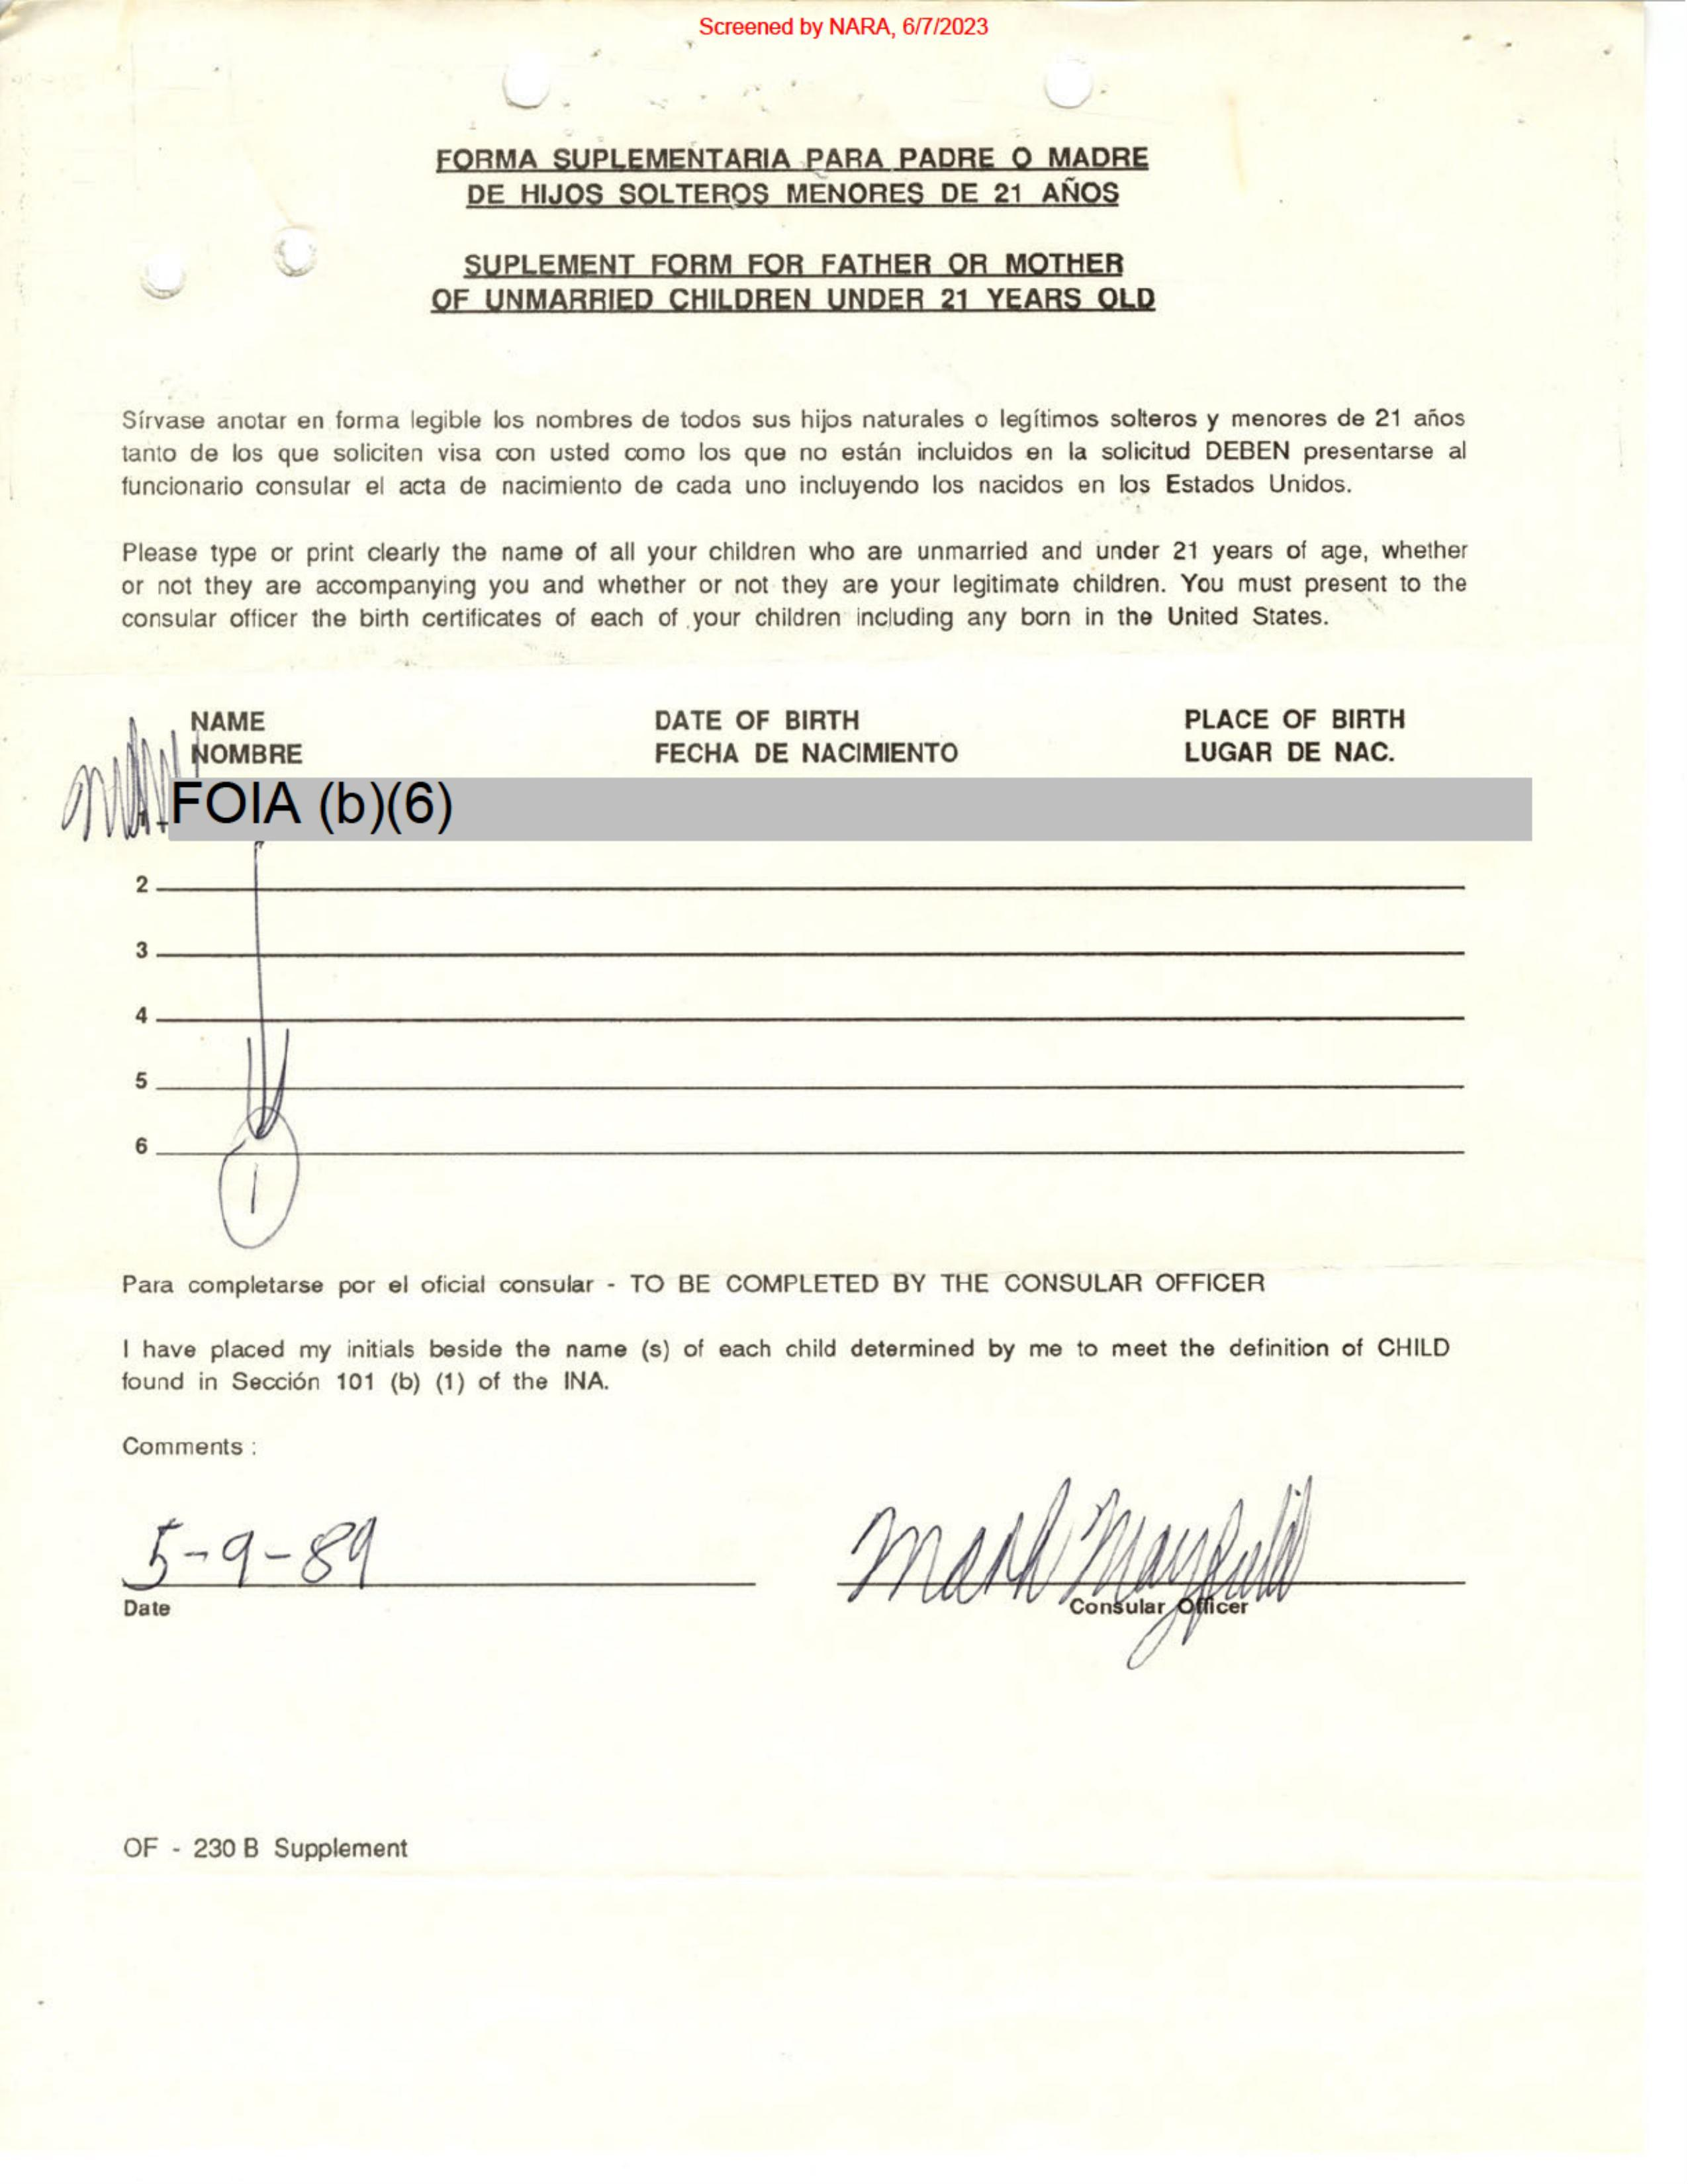 Screened by NARA, 6/7/2023
FORMA SUPLEMENTARIA PARA PADRE O MADRE
DE HIJOS SOLTEROS MENORES DE 21 AÑOS
SUPLEMENT FORM FOR FATHER OR MOTHER
OF UNMARRIED CHILDREN UNDER 21 YEARS OLD
Sírvase anotar en forma legible los nombres de todos sus hijos naturales o legítimos solteros y menores de 21 años
tanto de los que soliciten visa con usted como los que no están incluidos en la solicitud DEBEN presentarse al
funcionario consular el acta de nacimiento de cada uno incluyendo los nacidos en los Estados Unidos.
Please type or print clearly the name of all your children who are unmarried and under 21 years of age, whether
or not they are accompanying you and whether or not they are your legitimate children. You must present to the
consular officer the birth certificates of each of your children including any born in the United States.
NAME DATE OF BIRTH PLACE OF BIRTH
NOMBRE FECHA DE NACIMIENTO LUGAR DE NAC.
FOIA (b)(6)
2
3
4
5
6
1
Para completarse por el oficial consular - TO BE COMPLETED BY THE CONSULAR OFFICER
I have placed my initials beside the name (s) of each child determined by me to meet the definition of CHILD
found in Sección 101 (b) (1) of the INA.
Comments :
5-9-89 Mark Mayfield
Date Consular Officer
OF - 230 B Supplement